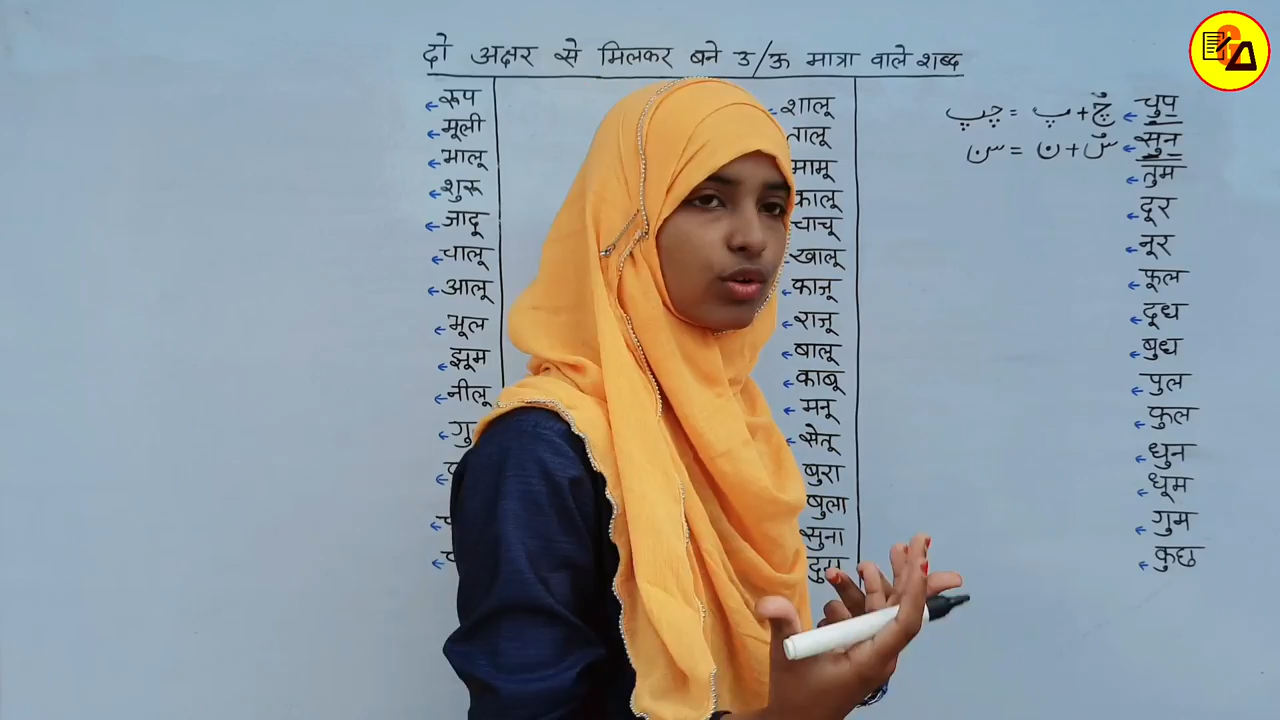 दो अक्षर से मिलकर बने उ/ऊ मात्रा वाले शब्द
चुप
چُ + پ = چپ
सुन
سُ + ن = سن
तुम
दूर
नूर
फूल
दूध
बुध
पुल
फुल
धुन
धूम
गुम
कुछ
शालू
तालू
मामू
कालू
चाचू
खालू
काजू
राजू
बालू
काबू
मनू
सेतू
बुरा
बुला
सुना
रूप
मूली
भालू
शुरू
जादू
चालू
आलू
भूल
झूम
नीलू